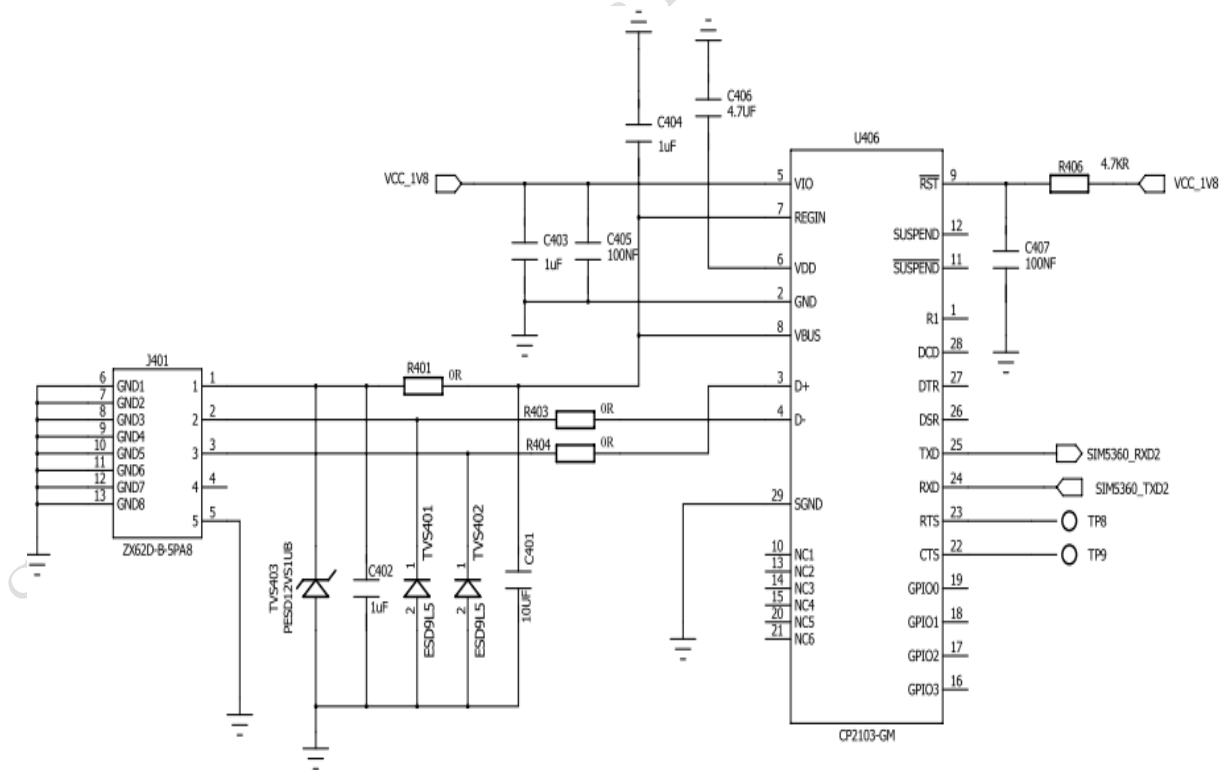 C406
4.7UF
C404
1uF
U406
VCC_1V8
5
VIO
RST
9
R406
4.7KR
VCC_1V8
7
REGIN
SUSPEND
12
C403
1uF
C405
100NF
C407
100NF
6
VDD
SUSPEND
11
2
GND
R1
1
8
VBUS
DCD
28
J401
R401
0R
6
GND1
1
1
3
D+
DTR
27
7
GND2
8
GND3
2
2
R403
0R
4
D-
DSR
26
9
GND4
10
GND5
3
3
R404
0R
TXD
25
SIM5360_RXD2
11
GND6
12
GND7
4
4
RXD
24
SIM5360_TXD2
13
GND8
29
SGND
5
5
RTS
23
TP8
ZX62D-B-5PA8
CTS
22
TP9
10
NC1
13
NC2
14
NC3
15
NC4
20
NC5
21
NC6
GPIO0
19
GPIO1
18
GPIO2
17
GPIO3
16
TVS403
PESD12VS1UB
C402
1uF
TVS401
1
2
ESD9L5
TVS402
1
2
ESD9L5
C401
10UF
CP2103-GM